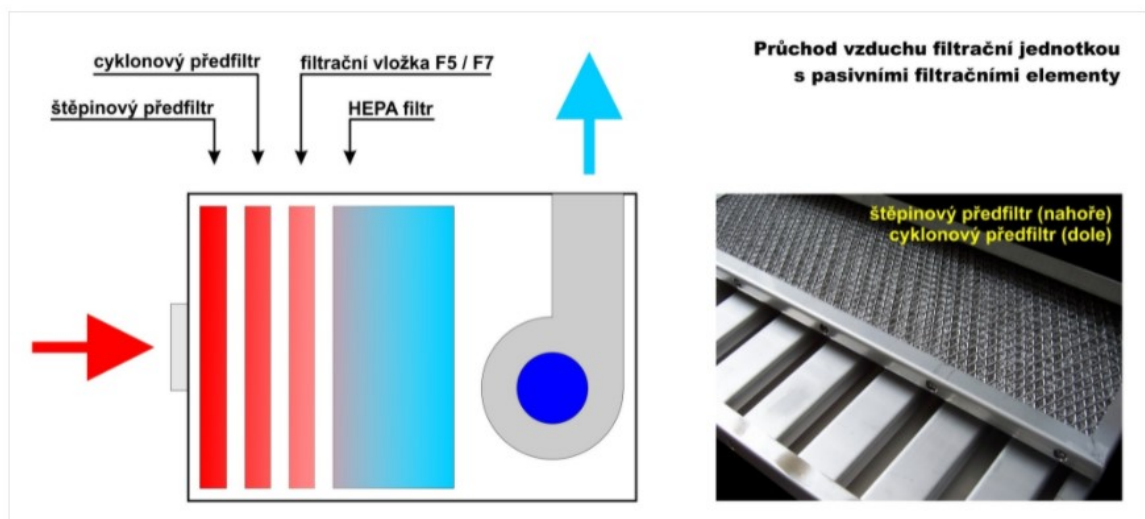 cyklonový předfiltr
filtrační vložka F5 / F7
štěpinový předfiltr
HEPA filtr
Průchod vzduchu filtrační jednotkou
s pasivními filtračními elementy
štěpinový předfiltr (nahoře)
cyklonový předfiltr (dole)